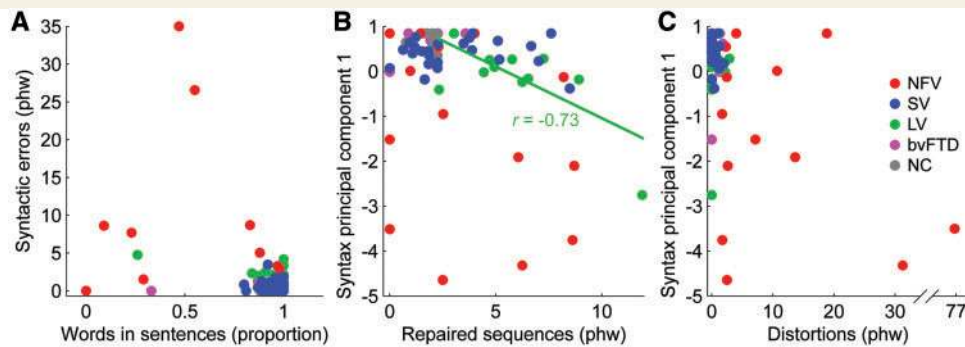 A
35
30
25
20
15
10
5
0
Syntactic errors (phw)
0
1
Words in sentences (proportion)
B
1
0
-1
-2
-3
-4
-5
Syntax principal component 1
r = -0.73
0
5
10
Repaired sequences (phw)
C
1
0
-1
-2
-3
-4
-5
Syntax principal component 1
NFV
SV
LV
bvFTD
NC
0
10
20
30
77
Distortions (phw)